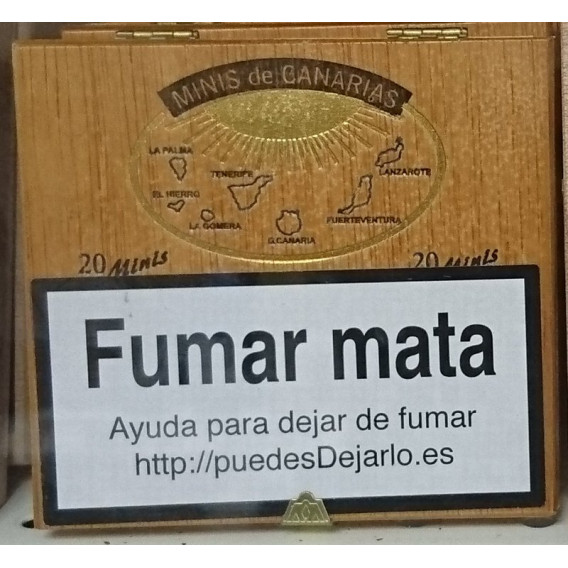 MINIS de CANARIAS
LA PALMA
TENERIFE
LANZAROTE
EL HIERRO
LA GOMERA
G.CANARIA
FUERTEVENTURA
20 Minis
20 Minis
Fumar mata
Ayuda para dejar de fumar
http://puedesDejarlo.es